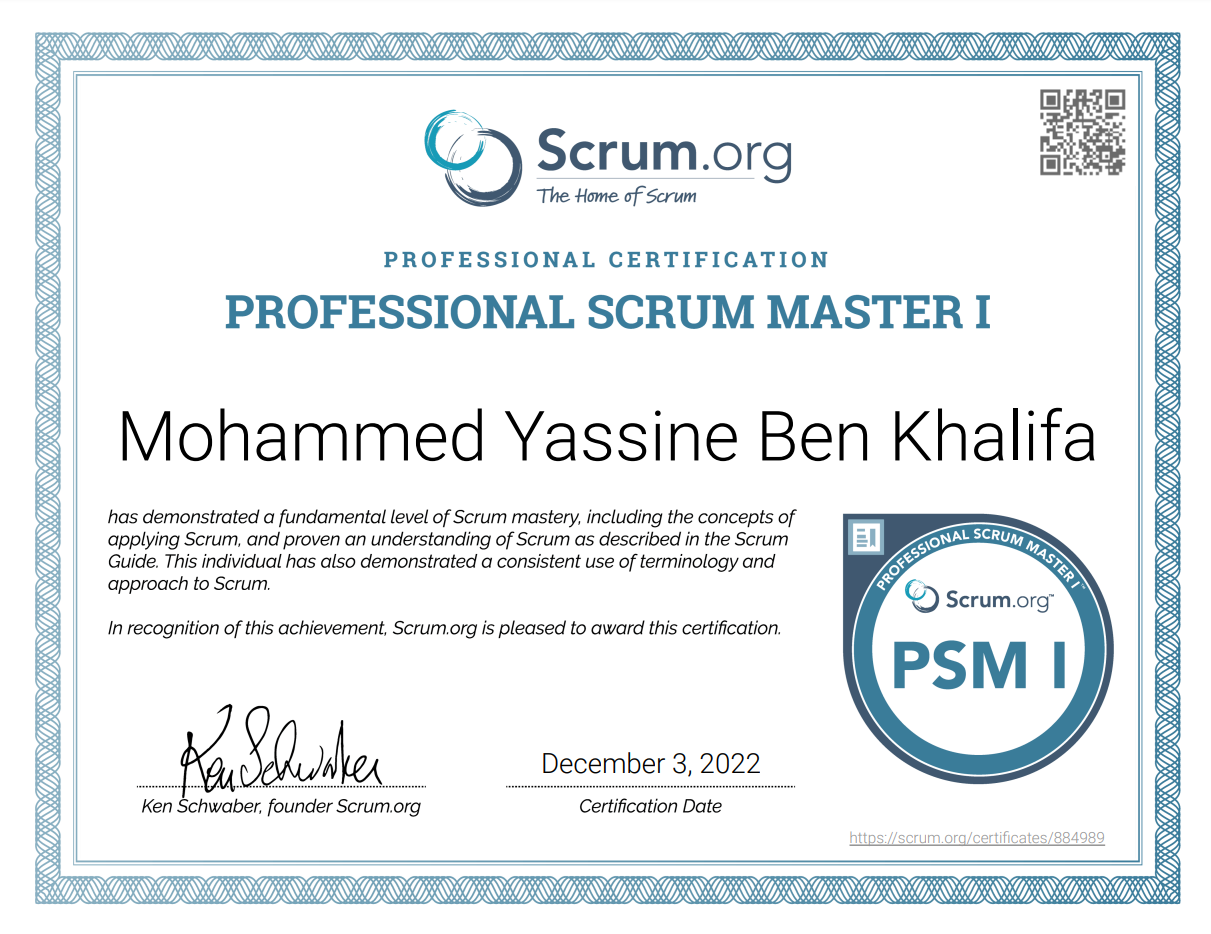 Scrum.org
The Home of Scrum
PROFESSIONAL CERTIFICATION
PROFESSIONAL SCRUM MASTER I
Mohammed Yassine Ben Khalifa
has demonstrated a fundamental level of Scrum mastery, including the concepts of
applying Scrum, and proven an understanding of Scrum as described in the Scrum
Guide. This individual has also demonstrated a consistent use of terminology and
approach to Scrum.
In recognition of this achievement, Scrum.org is pleased to award this certification.
PROFESSIONAL SCRUM MASTER I™
Scrum.org™
PSM I
Ken Schwaber
Ken Schwaber, founder Scrum.org
December 3, 2022
Certification Date
https://scrum.org/certificates/884989